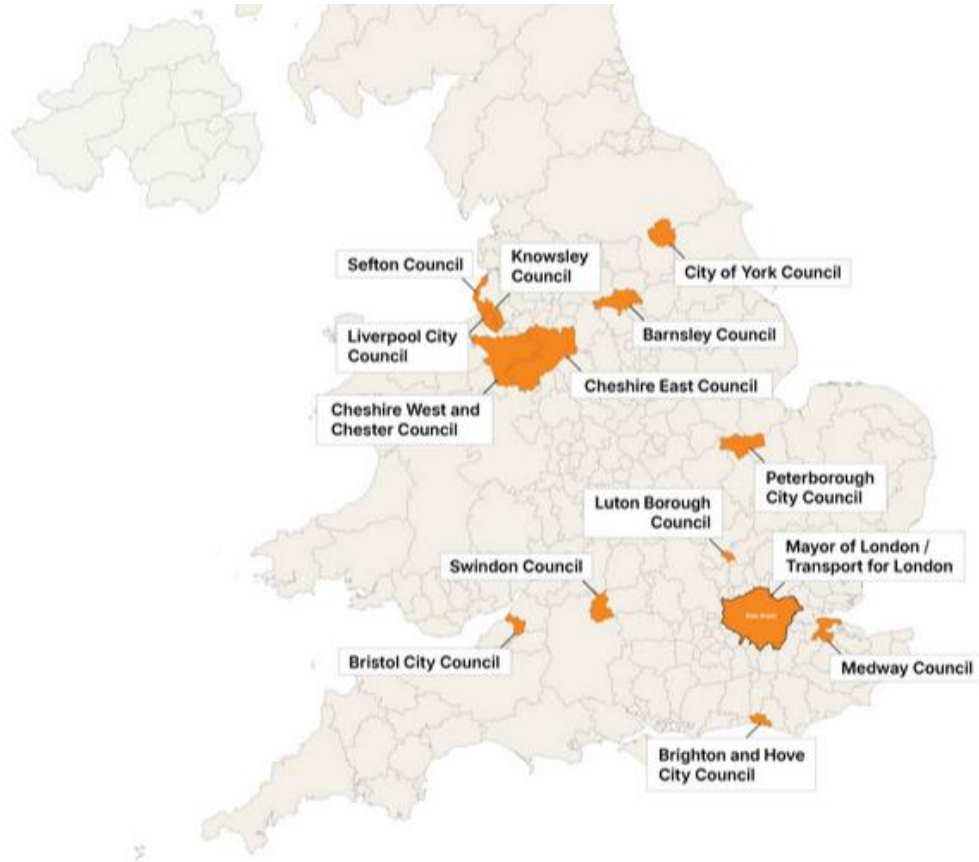 Sefton Council
Knowsley
Council
City of York Council
Liverpool City
Council
Barnsley Council
Cheshire East Council
Cheshire West and
Chester Council
Peterborough
City Council
Luton Borough
Council
Mayor of London /
Transport for London
Swindon Council
Bristol City Council
Medway Council
Brighton and Hove
City Council